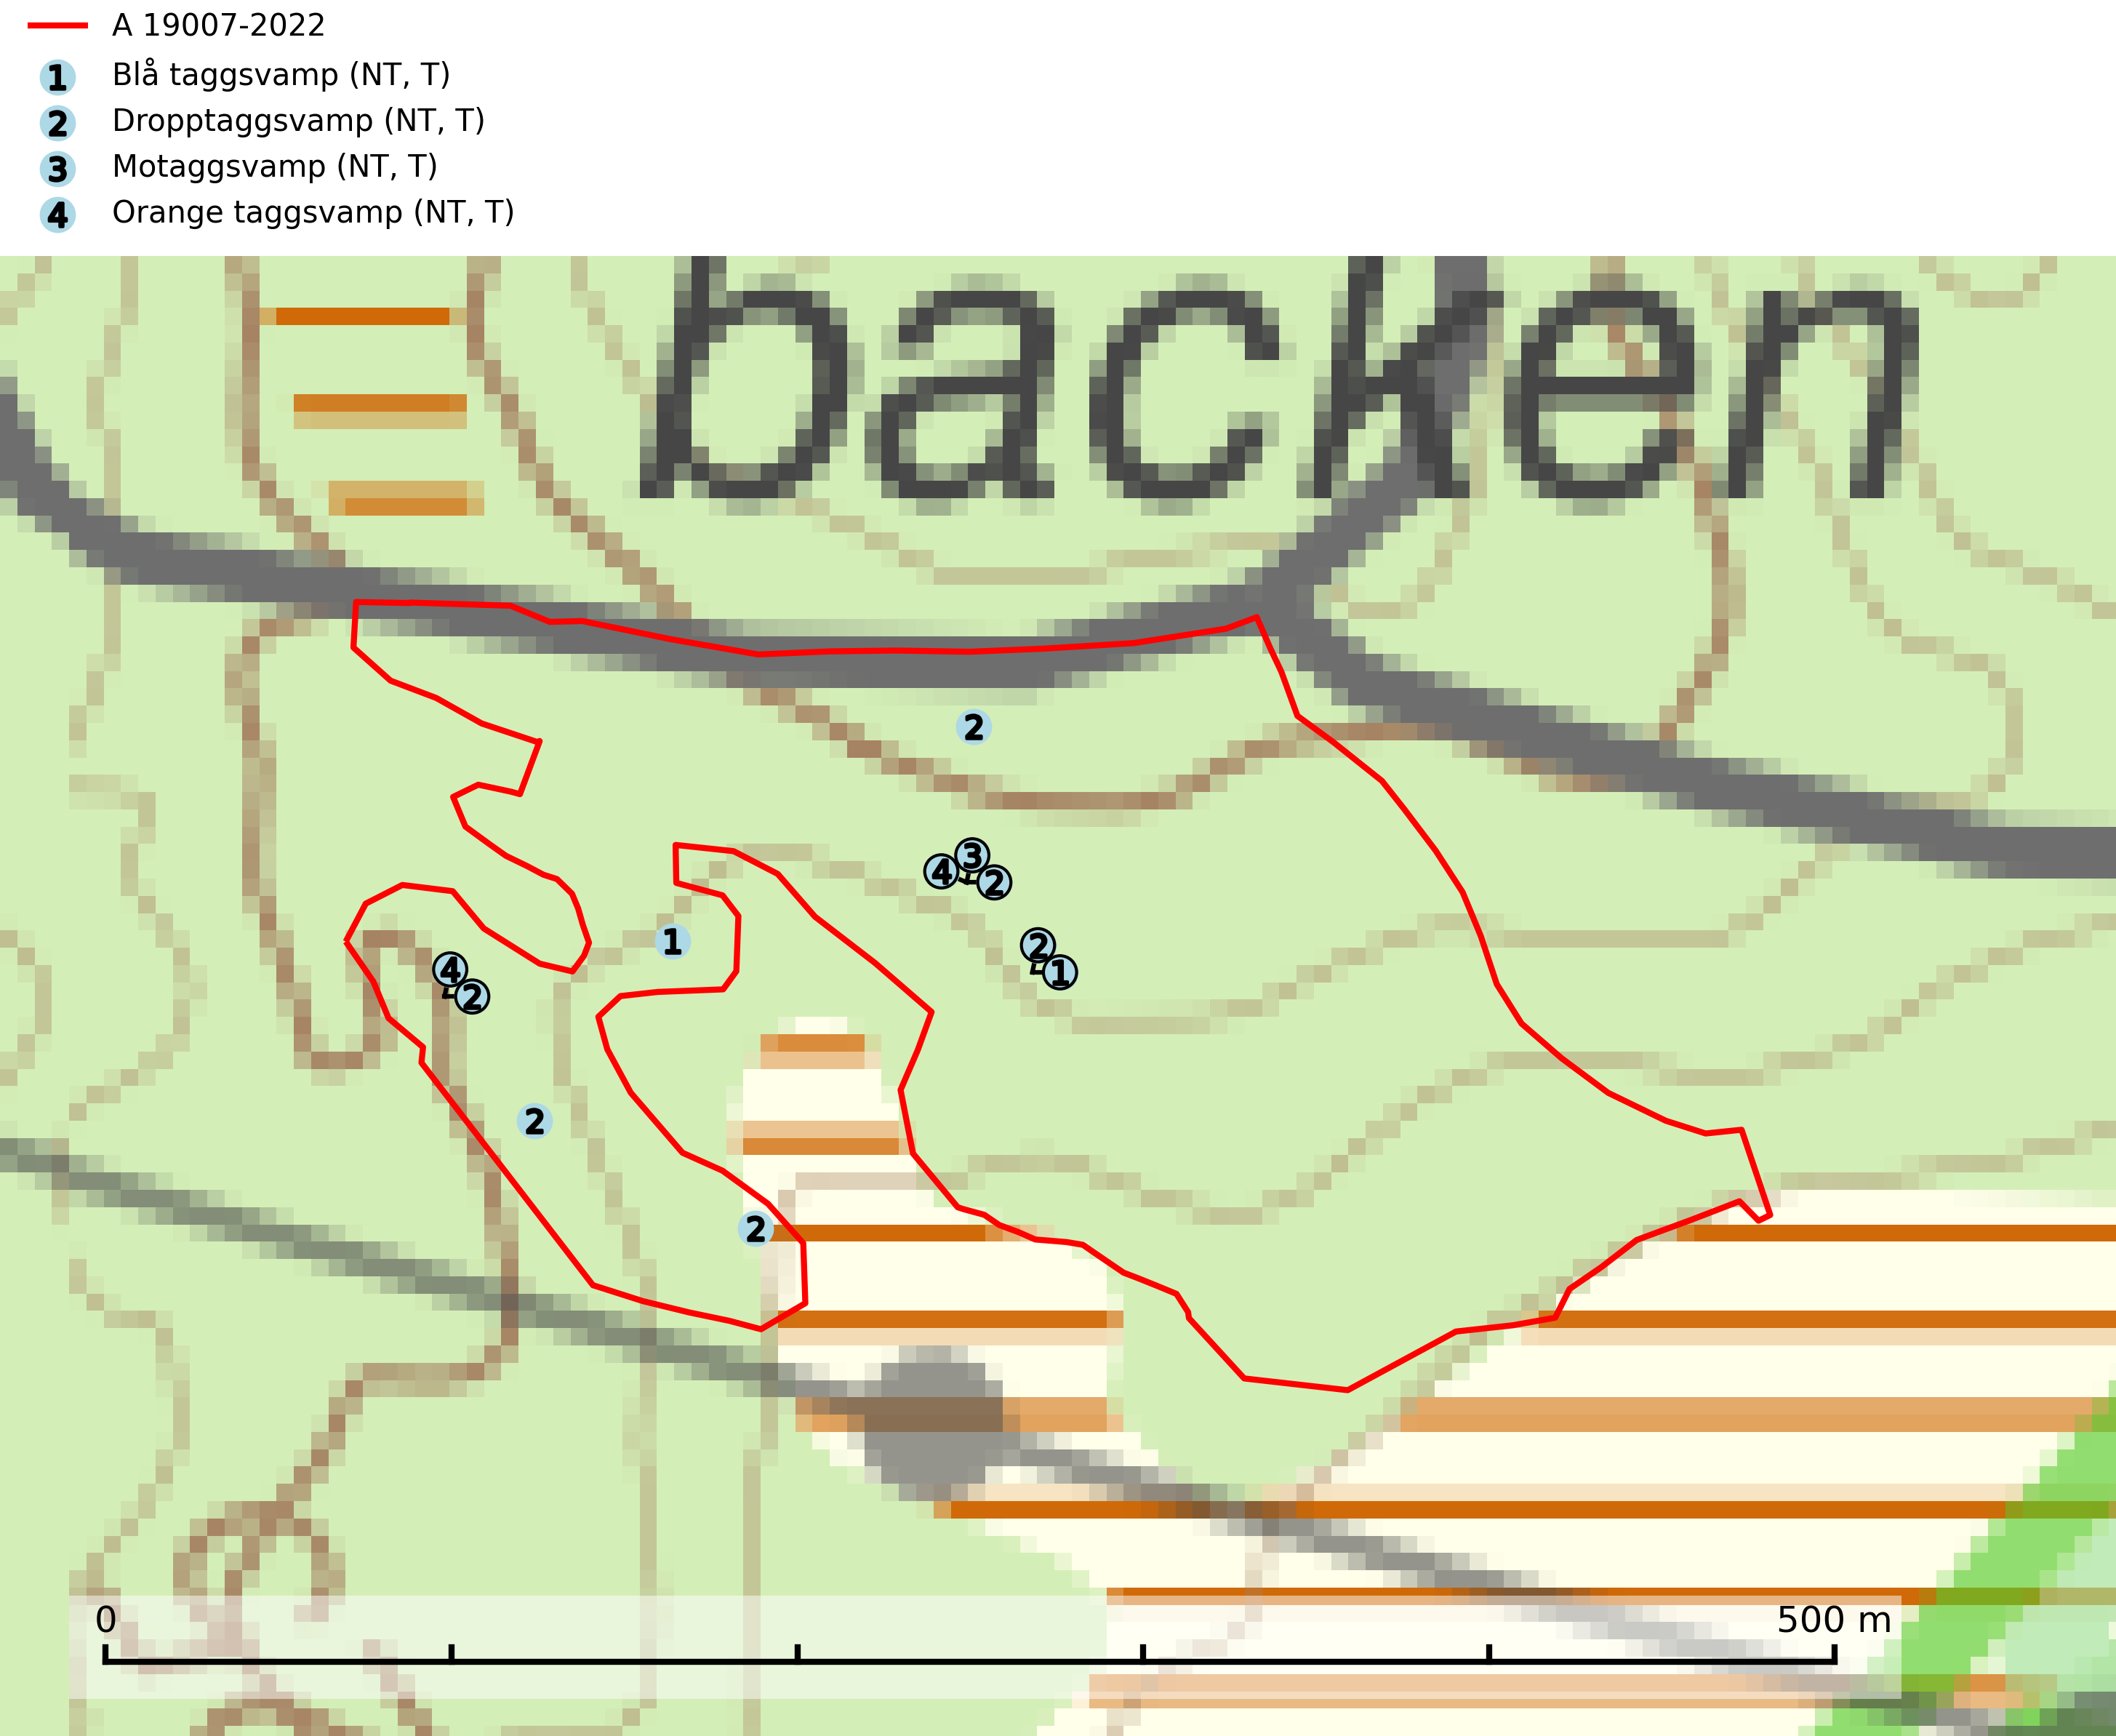 A 19007-2022
1 Blå taggsvamp (NT, T)
2 Dropptaggsvamp (NT, T)
3 Motaggsvamp (NT, T)
4 Orange taggsvamp (NT, T)
backen
2
3
4 2
1
2
1
4
2
2
2
0 500 m